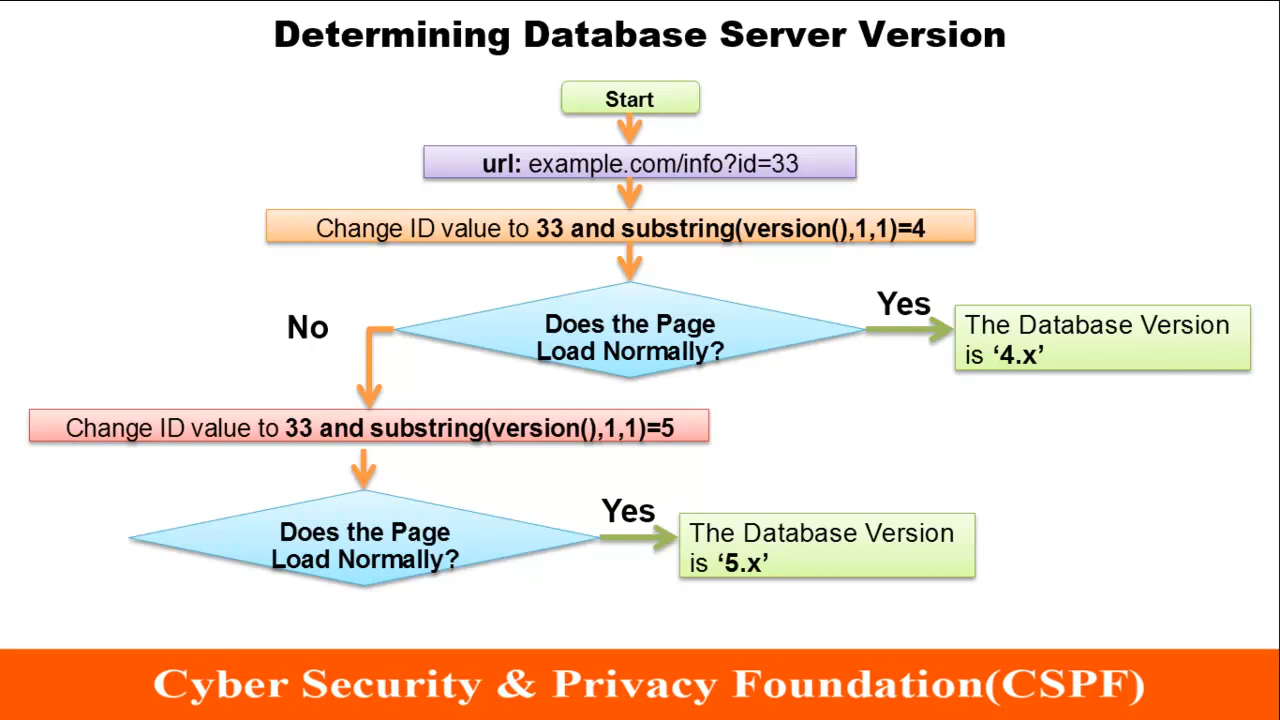 Determining Database Server Version
Start
url: example.com/info?id=33
Change ID value to 33 and substring(version(),1,1)=4
Does the Page
Load Normally?
Yes
The Database Version
is ‘4.x’
No
Change ID value to 33 and substring(version(),1,1)=5
Does the Page
Load Normally?
Yes
The Database Version
is ‘5.x’
Cyber Security & Privacy Foundation(CSPF)